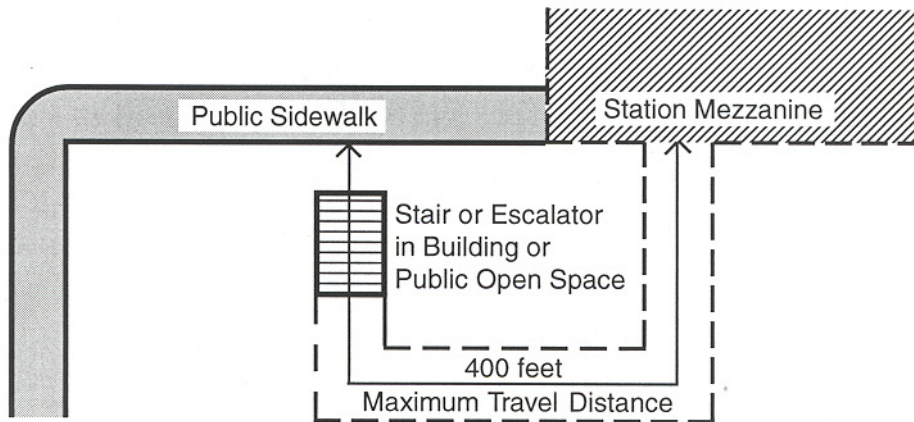 Public Sidewalk
Station Mezzanine
Stair or Escalator
in Building or
Public Open Space
400 feet
Maximum Travel Distance